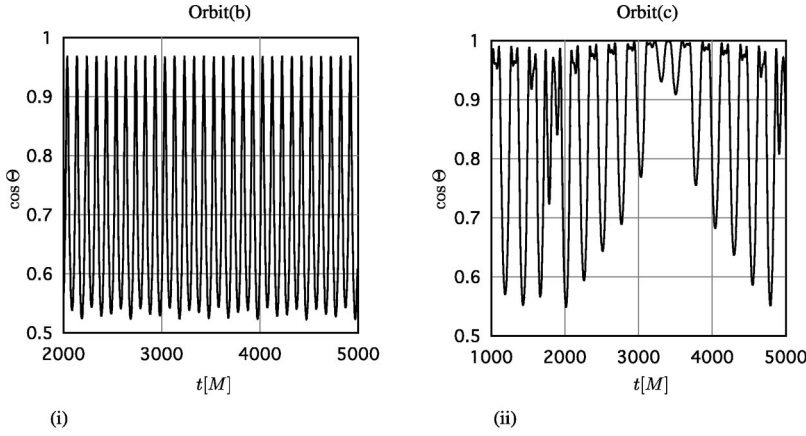 Orbit(b)
1
0.9
0.8
0.7
0.6
0.5
cos Θ
2000 3000 4000 5000
t[M]
(i)
Orbit(c)
1
0.9
0.8
0.7
0.6
0.5
cos Θ
1000 2000 3000 4000 5000
t[M]
(ii)